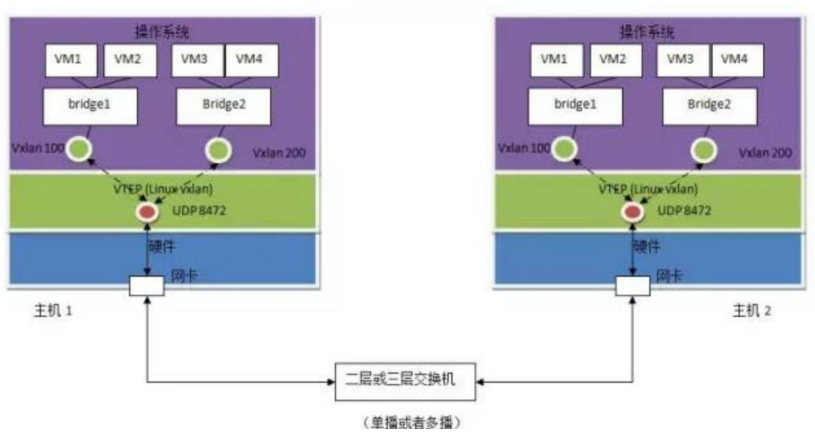 操作系统
VM1 VM2 VM3 VM4
bridge1 Bridge2
Vxlan 100 Vxlan 200
VTEP (Linux vxlan)
UDP 8472
硬件
网卡
主机 1
操作系统
VM1 VM2 VM3 VM4
bridge1 Bridge2
Vxlan 100 Vxlan 200
VTEP (Linux vxlan)
UDP 8472
硬件
网卡
主机 2
二层或三层交换机
(单播或者多播)